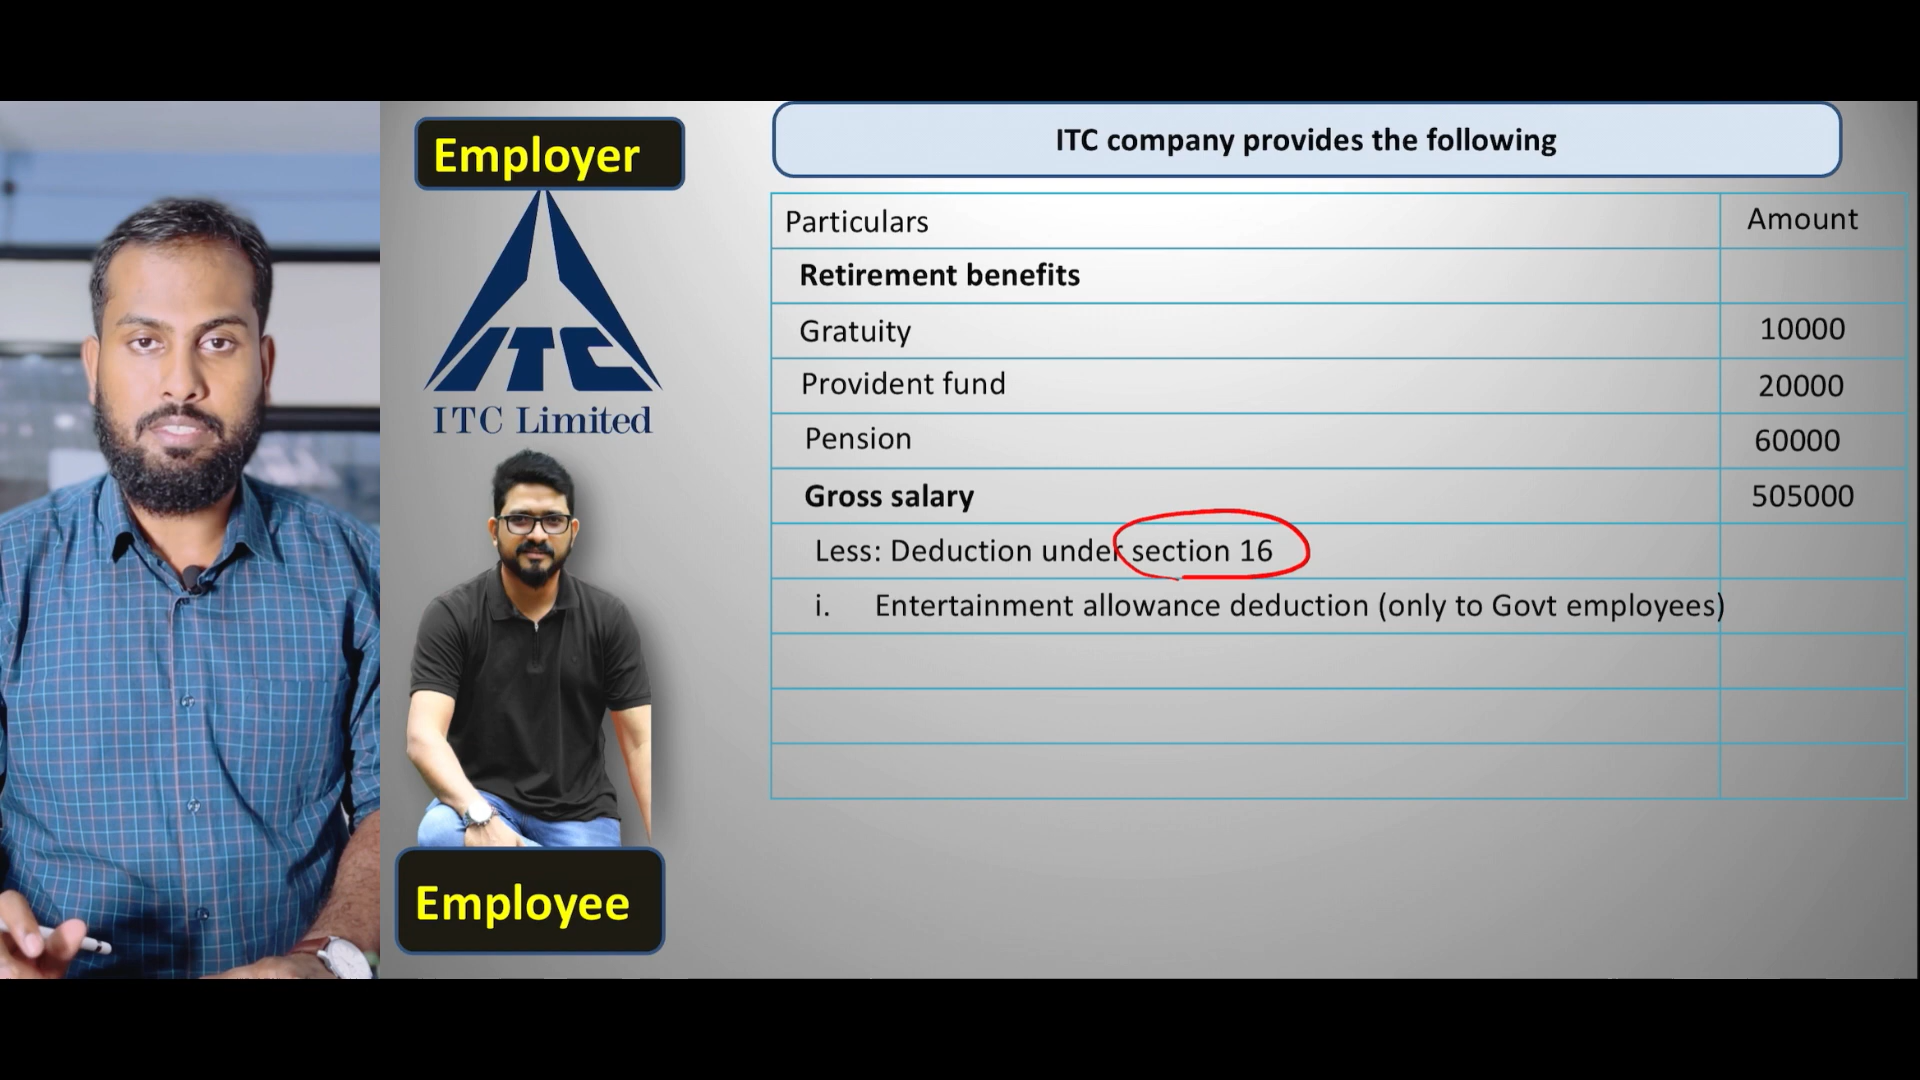 Employer
ITC
ITC Limited
Employee
ITC company provides the following
Particulars Amount
Retirement benefits
Gratuity 10000
Provident fund 20000
Pension 60000
Gross salary 505000
Less: Deduction under section 16
i. Entertainment allowance deduction (only to Govt employees)